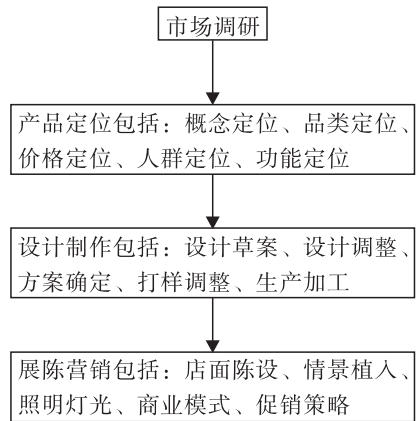 市场调研
产品定位包括：概念定位、品类定位、
价格定位、人群定位、功能定位
设计制作包括：设计草案、设计调整、
方案确定、打样调整、生产加工
展陈营销包括：店面陈设、情景植入、
照明灯光、商业模式、促销策略